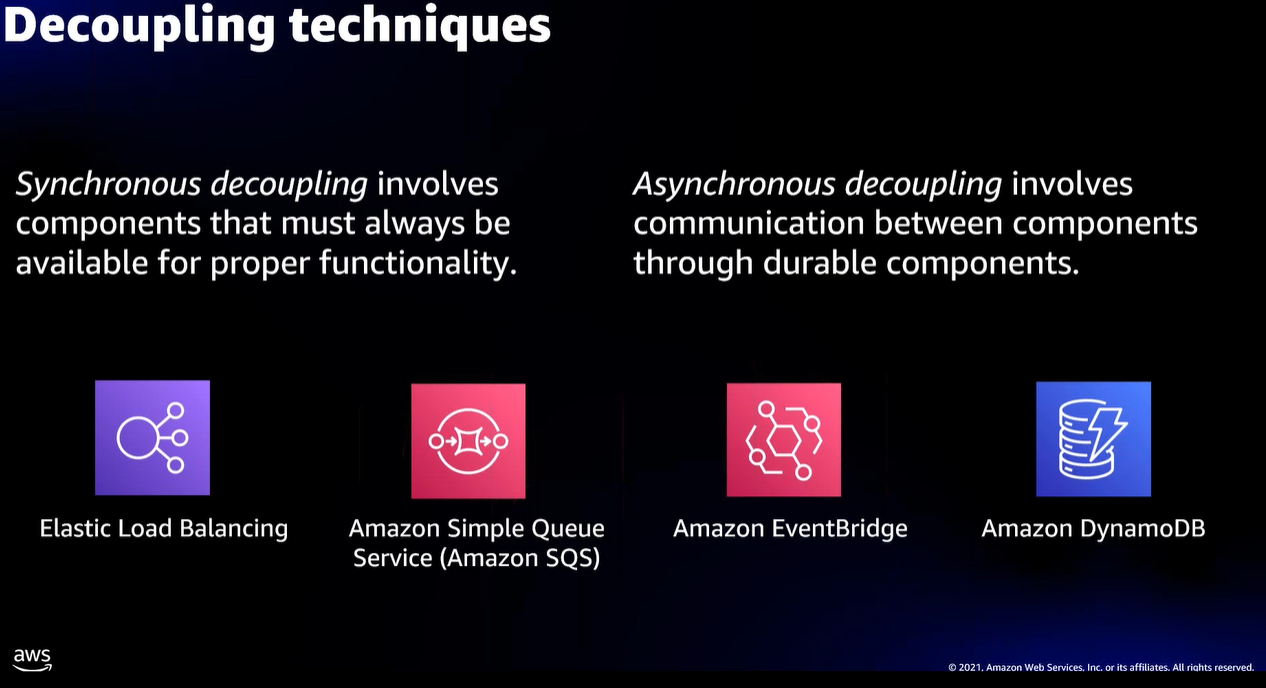 Decoupling techniques
Synchronous decoupling involves
components that must always be
available for proper functionality.
Asynchronous decoupling involves
communication between components
through durable components.
Elastic Load Balancing
Amazon Simple Queue
Service (Amazon SQS)
Amazon EventBridge
Amazon DynamoDB
aws
© 2021, Amazon Web Services, Inc. or its affiliates. All rights reserved.